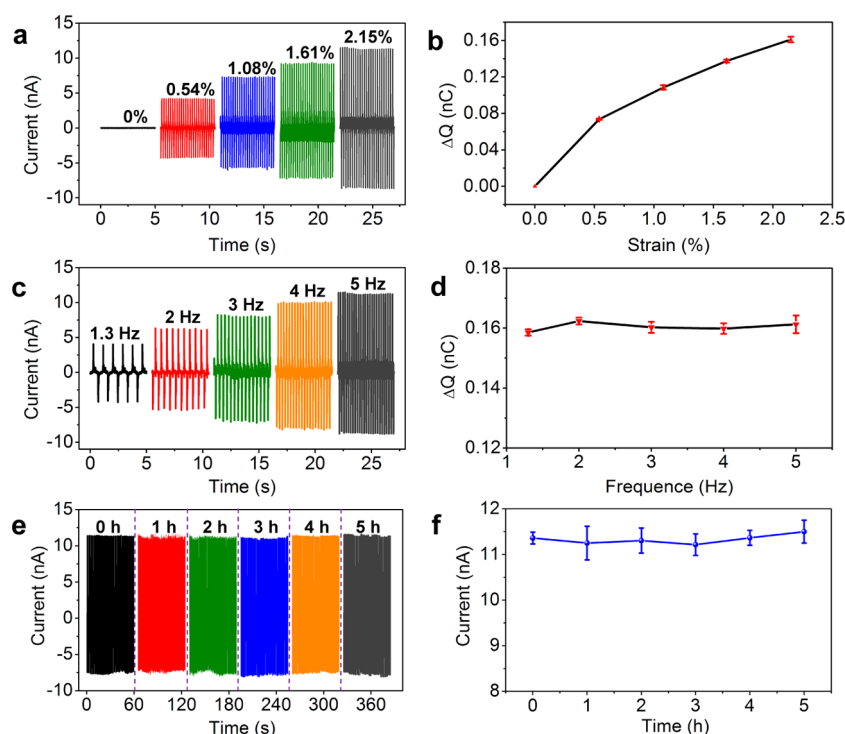 a
15
10
5
0
-5
-10
Current (nA)
0%
0.54%
1.08%
1.61%
2.15%
0 5 10 15 20 25
Time (s)
b
0.16
0.12
0.08
0.04
0.00
ΔQ (nC)
0.0 0.5 1.0 1.5 2.0 2.5
Strain (%)
c
15
10
5
0
-5
-10
Current (nA)
1.3 Hz
2 Hz
3 Hz
4 Hz
5 Hz
0 5 10 15 20 25
Time (s)
d
0.18
0.16
0.14
0.12
ΔQ (nC)
1 2 3 4 5
Frequence (Hz)
e
15
10
5
0
-5
-10
Current (nA)
0 h 1 h 2 h 3 h 4 h 5 h
0 60 120 180 240 300 360
Time (s)
f
12
11
10
9
8
Current (nA)
0 1 2 3 4 5
Time (h)